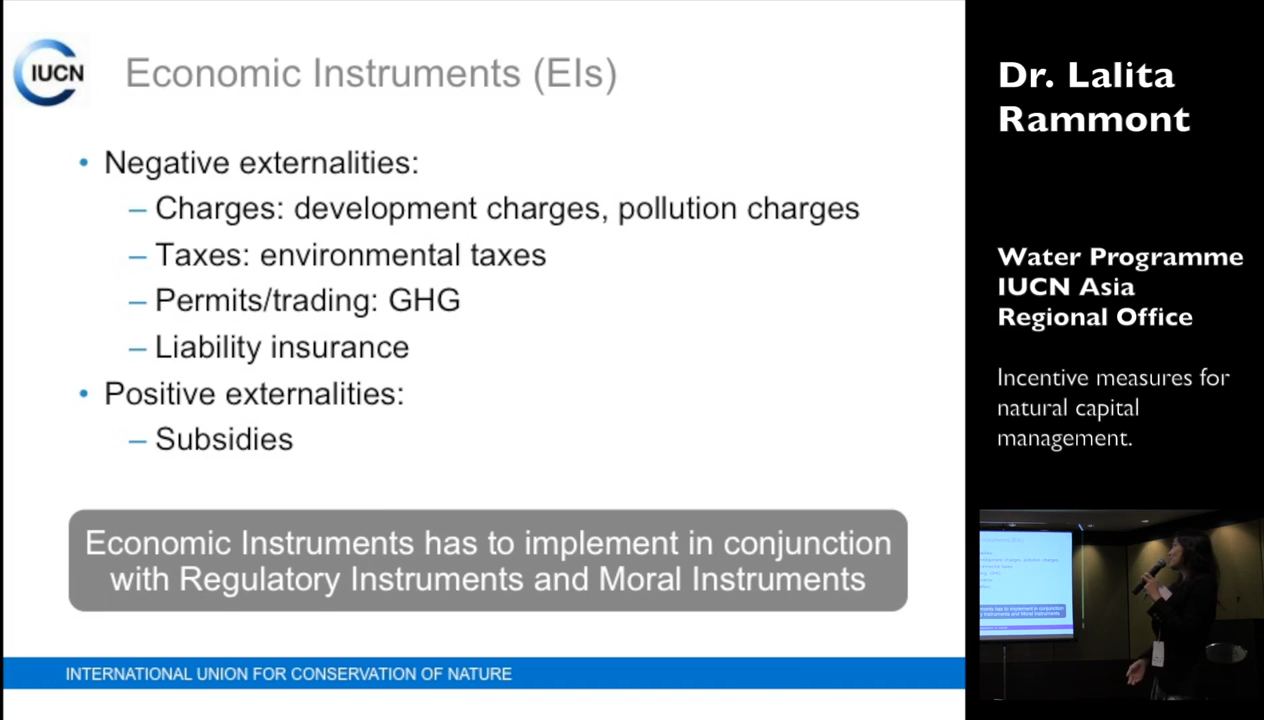 IUCN
Economic Instruments (EIs)
• Negative externalities:
– Charges: development charges, pollution charges
– Taxes: environmental taxes
– Permits/trading: GHG
– Liability insurance
• Positive externalities:
– Subsidies
Economic Instruments has to implement in conjunction
with Regulatory Instruments and Moral Instruments
INTERNATIONAL UNION FOR CONSERVATION OF NATURE
Dr. Lalita
Rammont
Water Programme
IUCN Asia
Regional Office
Incentive measures for
natural capital
management.